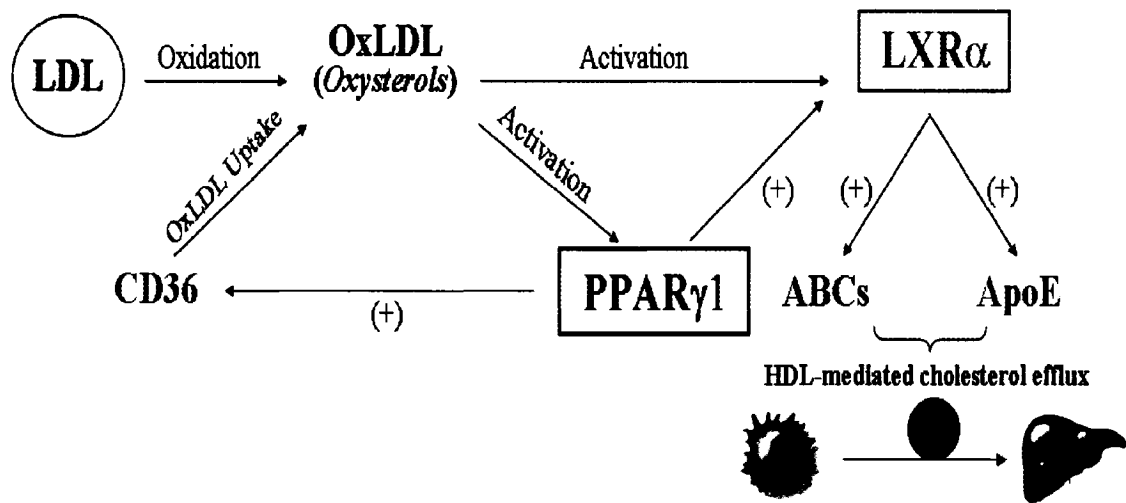 LDL
Oxidation
OxLDL
(Oxysterols)
Activation
LXRα
OxLDL Uptake
Activation
(+)
(+)
(+)
CD36
(+)
PPARγ1
ABCs
ApoE
HDL-mediated cholesterol efflux